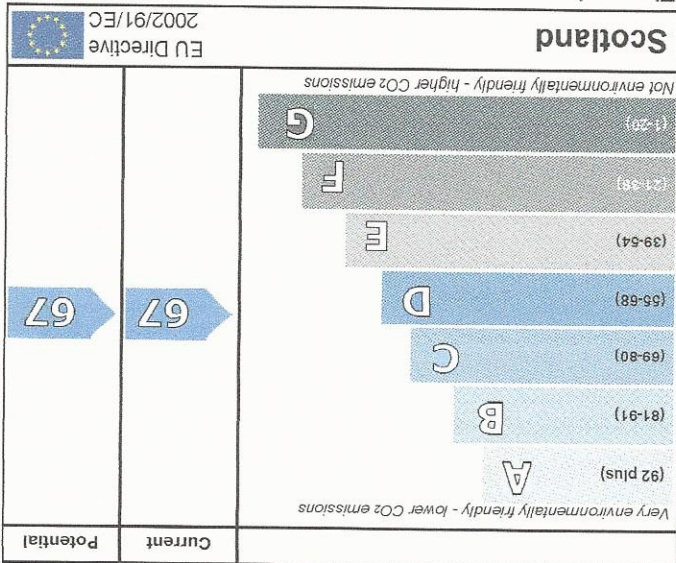 Current Potential
Very environmentally friendly - lower CO2 emissions
(92 plus) A
(81-91) B
(69-80) C
(55-68) D 67 67
(39-54) E
(21-38) F
(1-20) G
Not environmentally friendly - higher CO2 emissions
Scotland
EU Directive
2002/91/EC